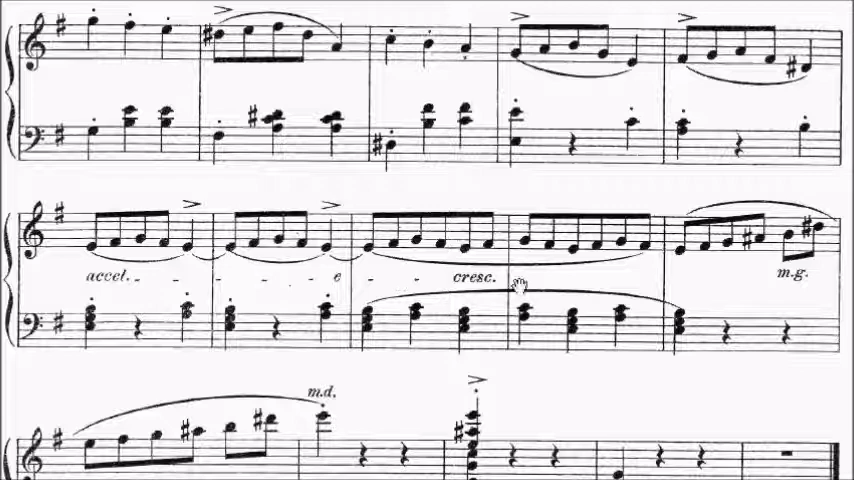 accel. - - - - e - - cresc. m.g.
m.d.